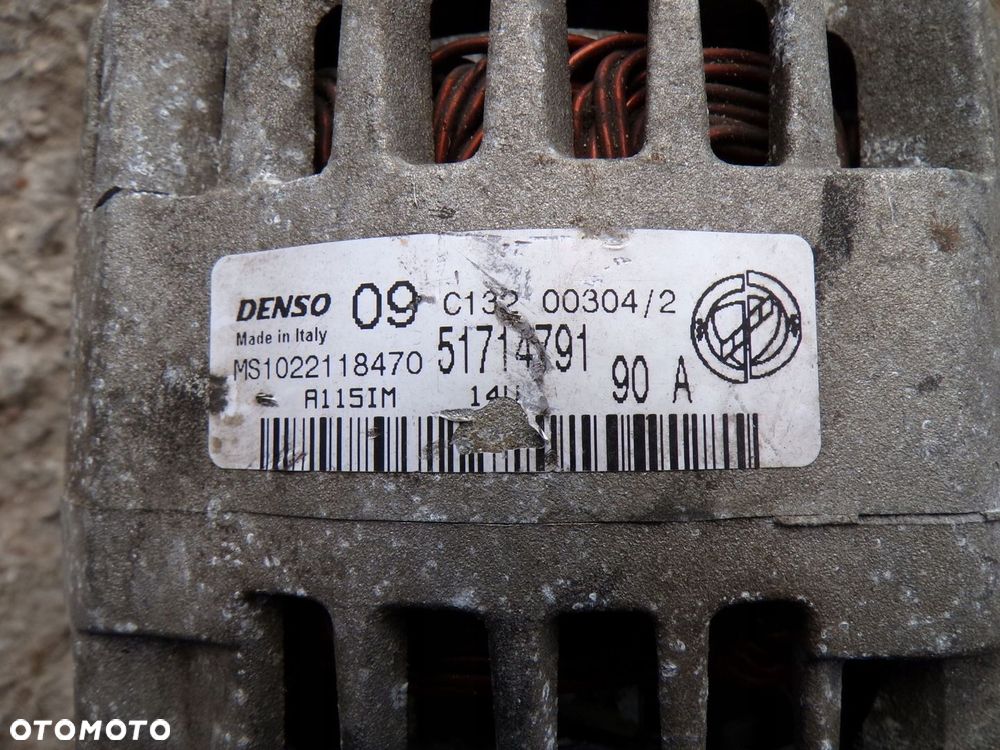 DENSO 09 C132 00304/2
Made in Italy
MS1022118470 51714791 90 A
A115IM 14V
OTOMOTO